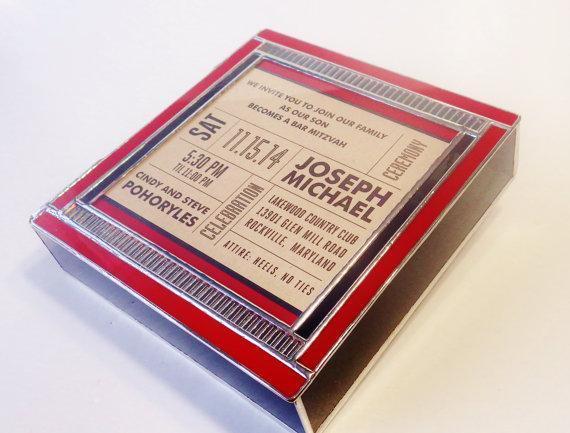 WE INVITE YOU TO JOIN OUR FAMILY
AS OUR SON
BECOMES A BAR MITZVAH
SAT
11.15.14
5:30 PM
TIL 11:00 PM
CINDY AND STEVE
POHORYLES
JOSEPH
MICHAEL
CEREMONY
CELEBRATION
LAKEWOOD COUNTRY CLUB
13901 GLEN MILL ROAD
ROCKVILLE, MARYLAND
ATTIRE: HEELS, NO TIES